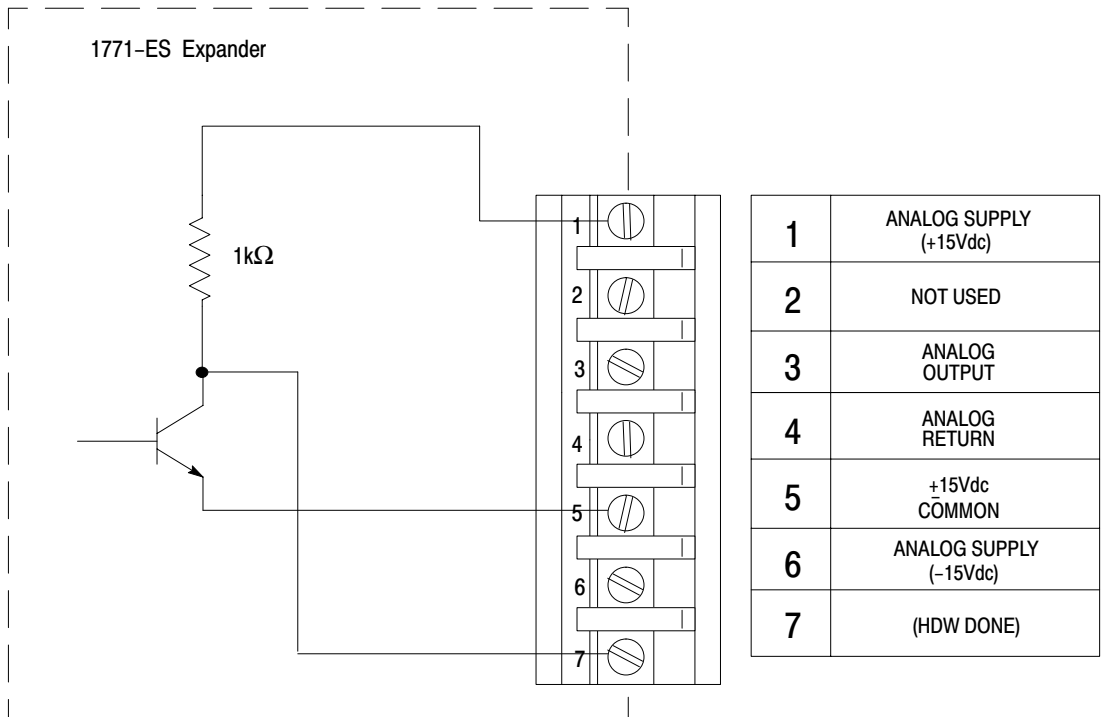 1771–ES Expander
1kΩ
1
2
3
4
5
6
7
1
ANALOG SUPPLY
(+15Vdc)
2
NOT USED
3
ANALOG
OUTPUT
4
ANALOG
RETURN
5
±15Vdc
COMMON
6
ANALOG SUPPLY
(–15Vdc)
7
(HDW DONE)